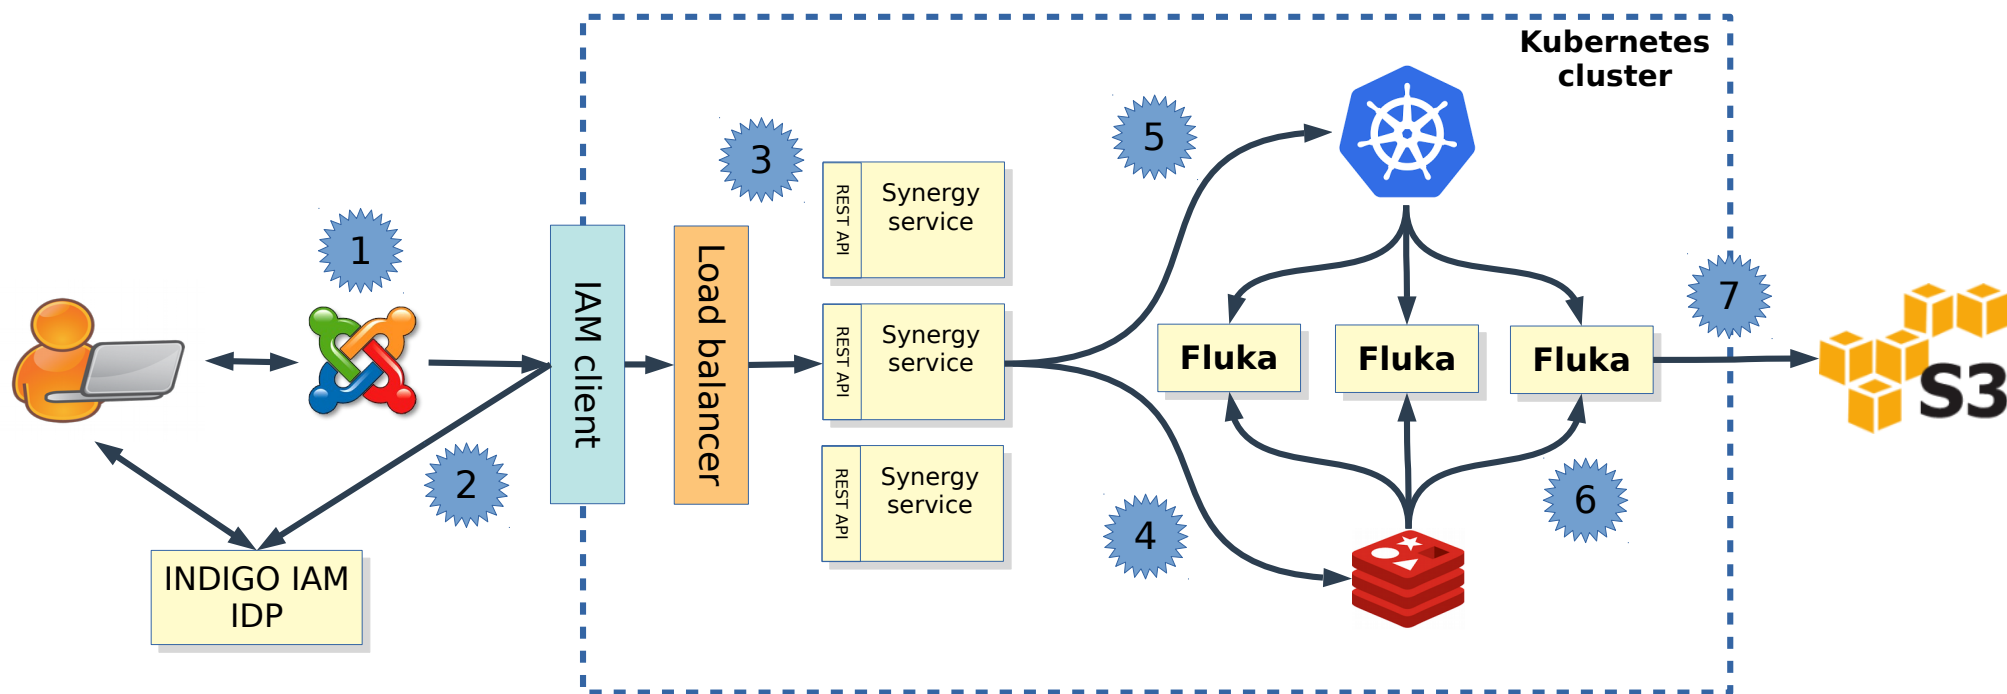 Kubernetes
cluster
1
2
3
4
5
6
7
INDIGO IAM
IDP
IAM client
Load balancer
REST API
Synergy
service
REST API
Synergy
service
REST API
Synergy
service
Fluka
Fluka
Fluka
S3